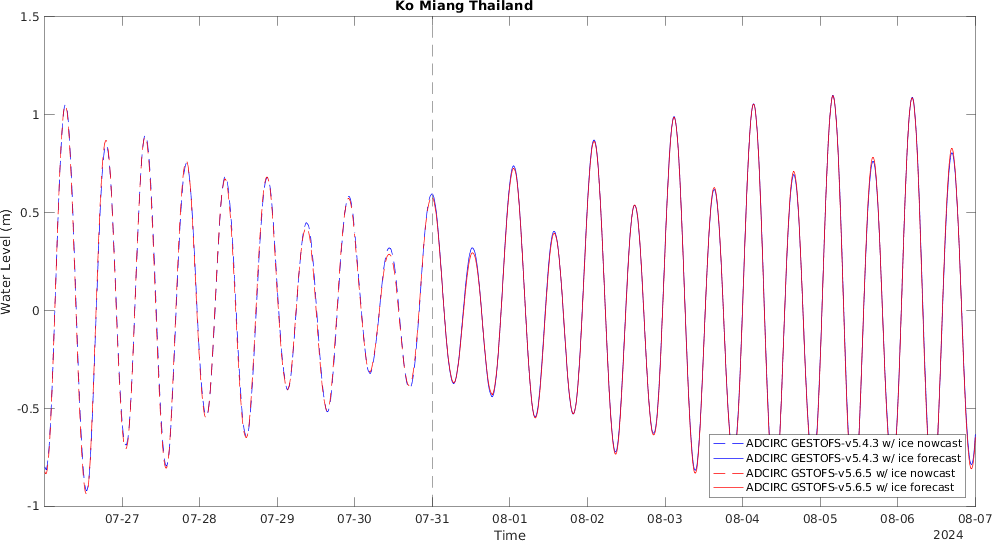 Ko Miang Thailand
1.5
1
0.5
0
-0.5
-1
Water Level (m)
07-27 07-28 07-29 07-30 07-31 08-01 08-02 08-03 08-04 08-05 08-06 08-07
Time
2024
ADCIRC GESTOFS-v5.4.3 w/ ice nowcast
ADCIRC GESTOFS-v5.4.3 w/ ice forecast
ADCIRC GSTOFS-v5.6.5 w/ ice nowcast
ADCIRC GSTOFS-v5.6.5 w/ ice forecast